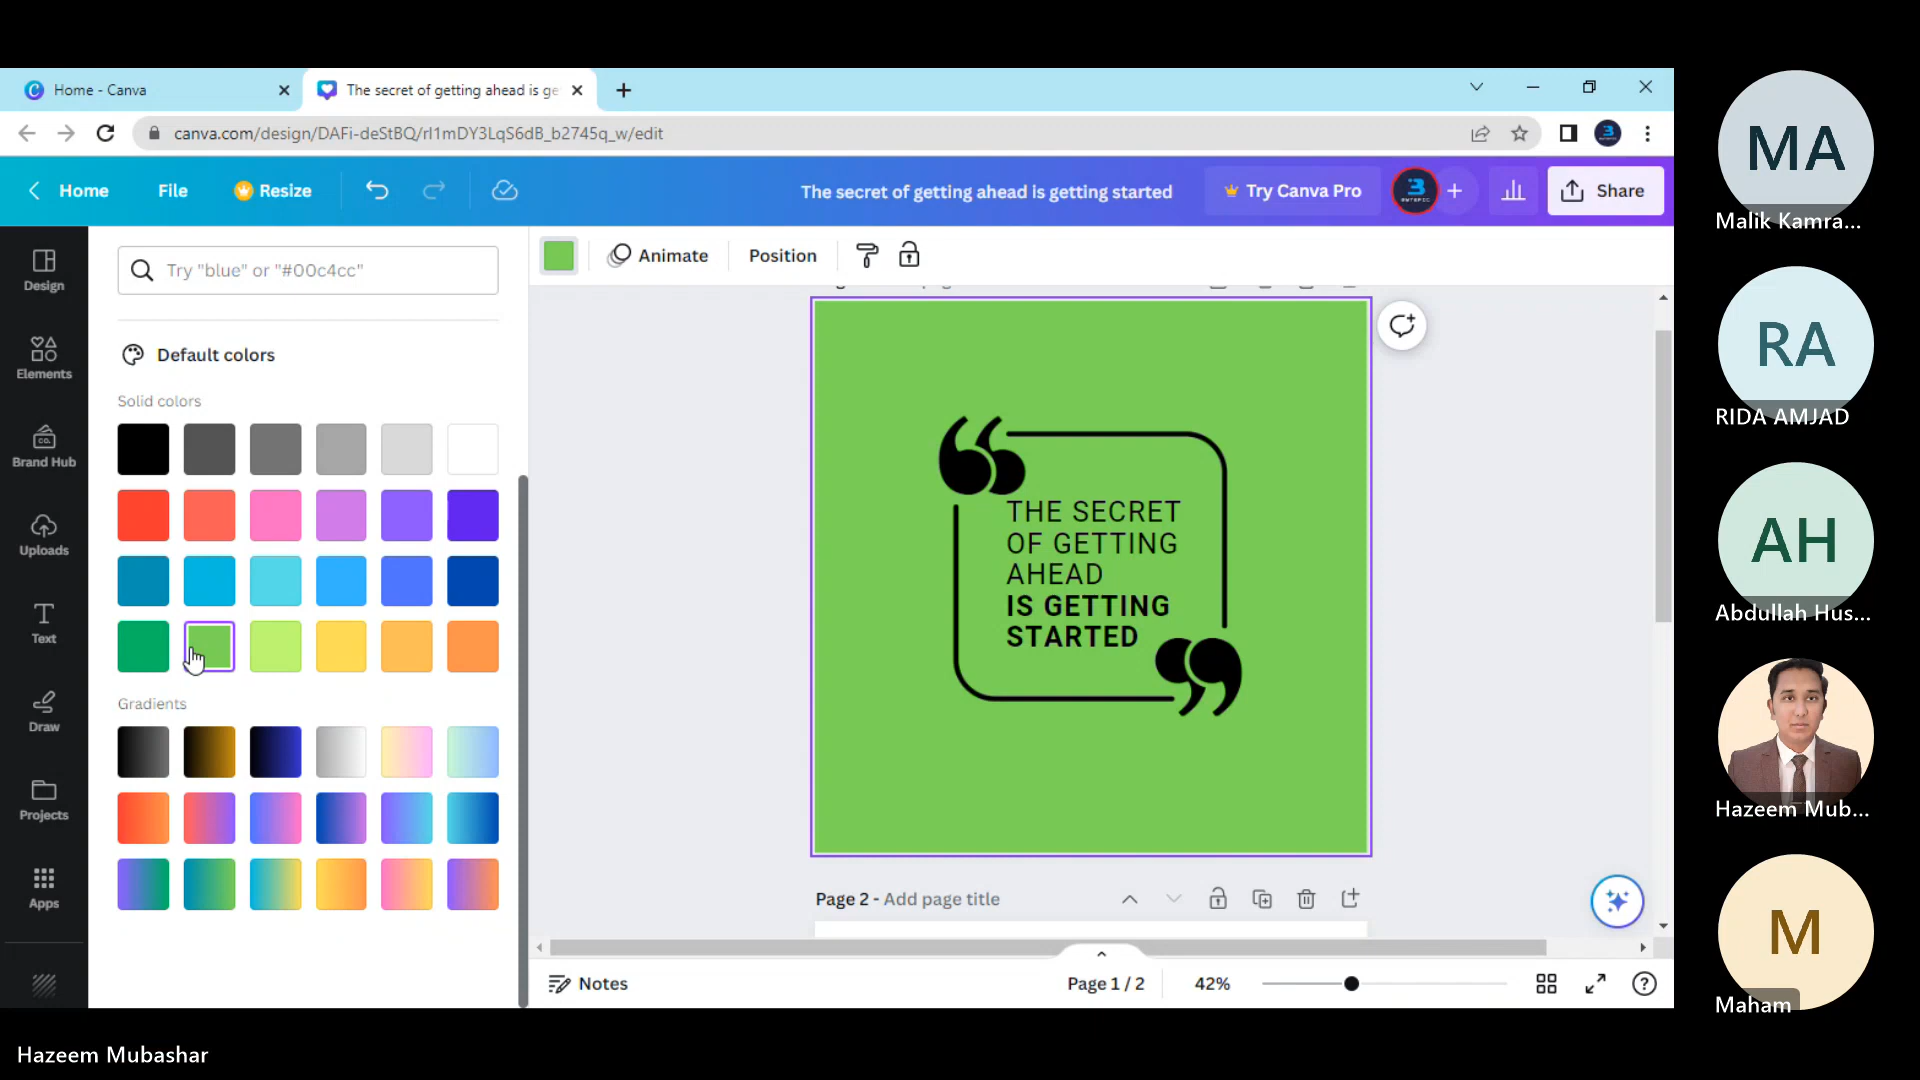 Home - Canva
The secret of getting ahead is ge
canva.com/design/DAFi-deStBQ/rI1mDY3LqS6dB_b2745q_w/edit
Home
File
Resize
The secret of getting ahead is getting started
Try Canva Pro
Share
Design
Elements
Brand Hub
Uploads
Text
Draw
Projects
Apps
Try "blue" or "#00c4cc"
Default colors
Solid colors
Gradients
Animate
Position
THE SECRET
OF GETTING
AHEAD
IS GETTING
STARTED
Page 2 - Add page title
Notes
Page 1 / 2
42%
MA
Malik Kamra...
RA
RIDA AMJAD
AH
Abdullah Hus...
Hazeem Mub...
M
Maham
Hazeem Mubashar